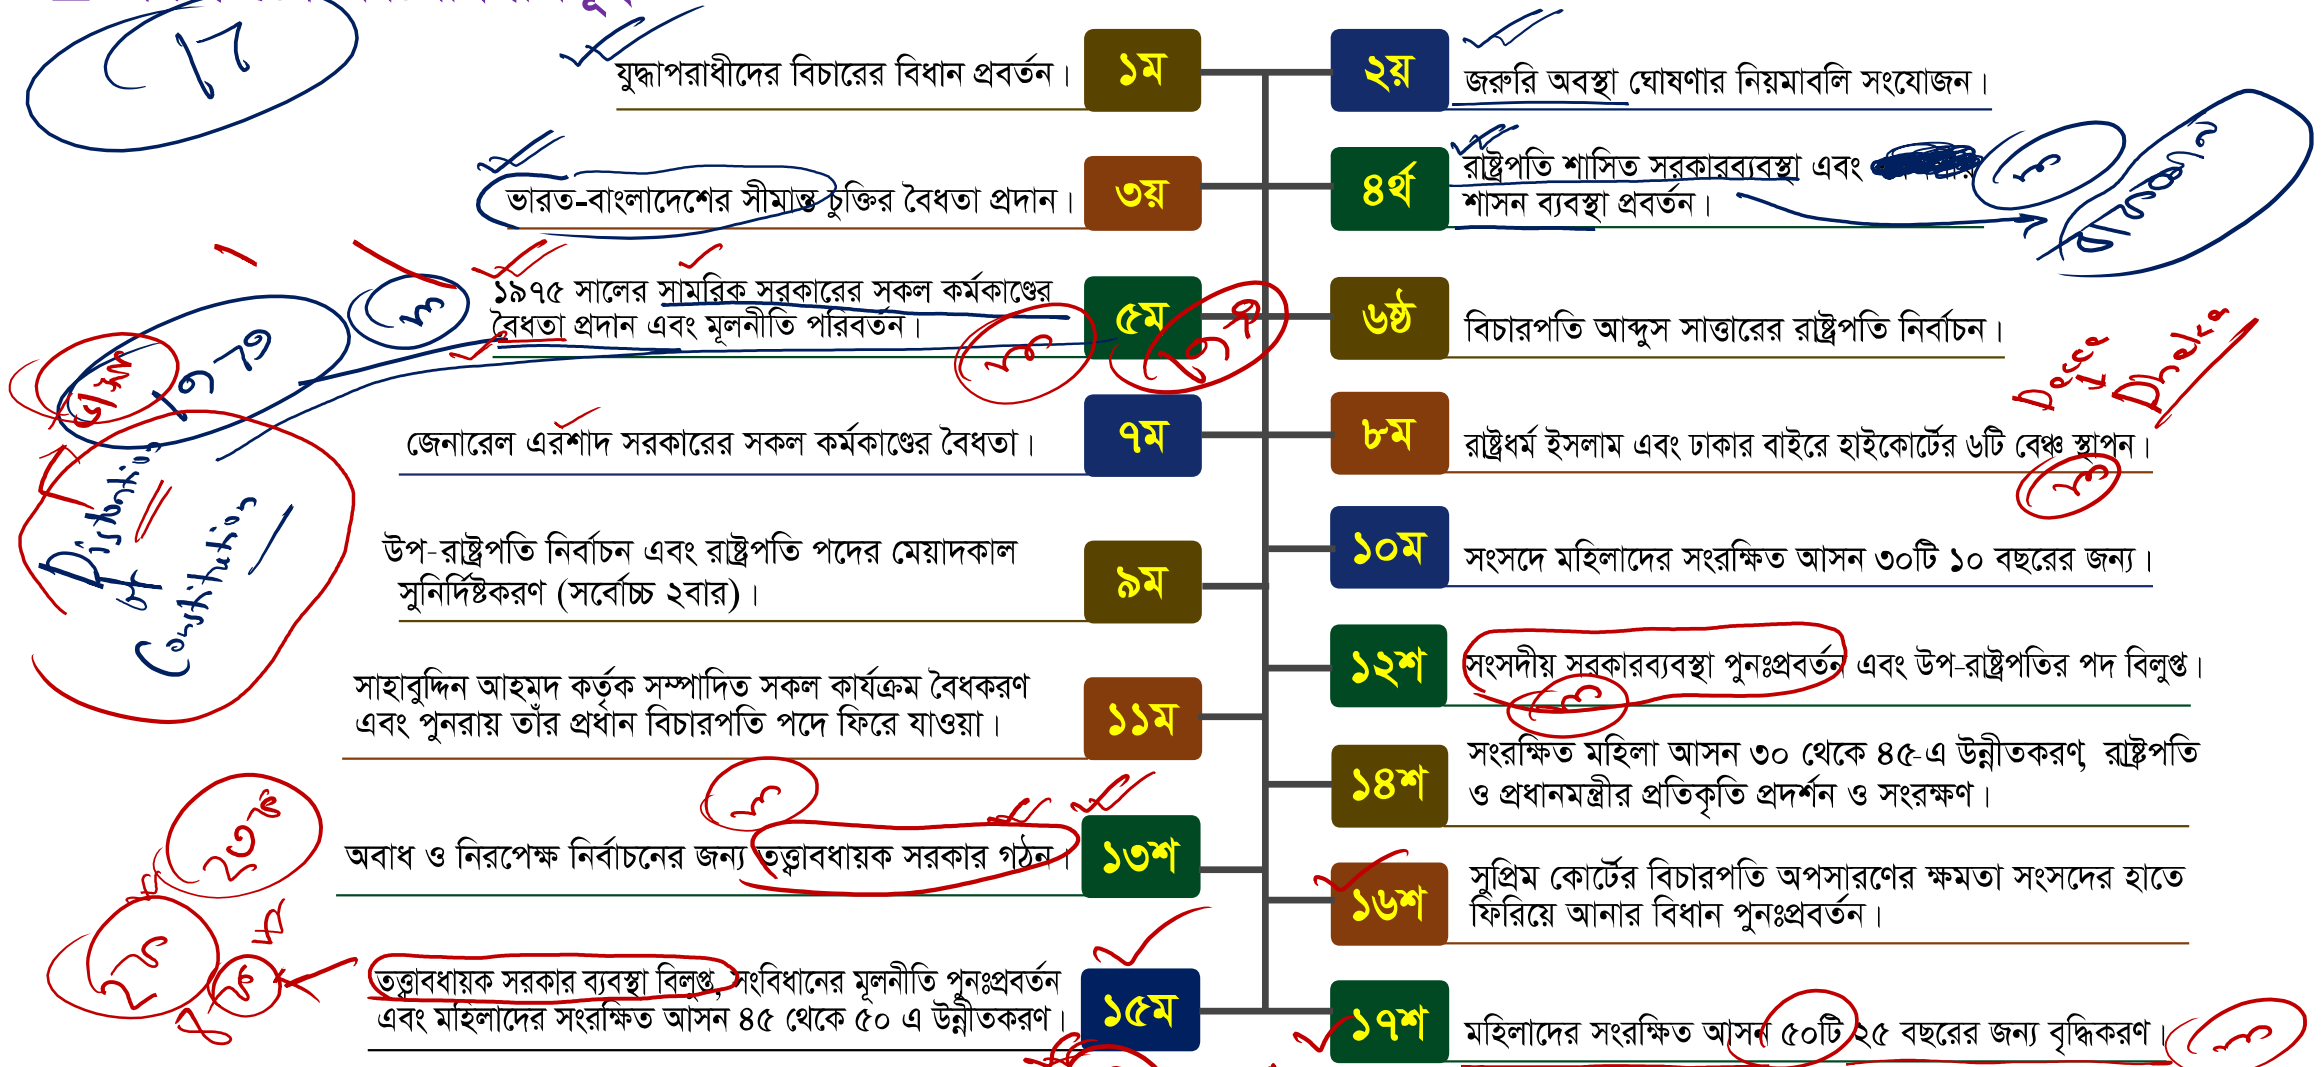 ১ম
যুদ্ধাপরাধীদের বিচারের বিধান প্রবর্তন।
২য়
জরুরি অবস্থা ঘোষণার নিয়মাবলি সংযোজন।
৩য়
ভারত-বাংলাদেশের সীমান্ত চুক্তির বৈধতা প্রদান।
৪র্থ
রাষ্ট্রপতি শাসিত সরকারব্যবস্থা এবং
শাসন ব্যবস্থা প্রবর্তন।
৫ম
১৯৭৫ সালের সামরিক সরকারের সকল কর্মকাণ্ডের
বৈধতা প্রদান এবং মূলনীতি পরিবর্তন।
৬ষ্ঠ
বিচারপতি আব্দুস সাত্তারের রাষ্ট্রপতি নির্বাচন।
1979
Distortion
of
Constitution
Dacca
Dhaka
৭ম
জেনারেল এরশাদ সরকারের সকল কর্মকাণ্ডের বৈধতা।
৮ম
রাষ্ট্রধর্ম ইসলাম এবং ঢাকার বাইরে হাইকোর্টের ৬টি বেঞ্চ স্থাপন।
৯ম
উপ-রাষ্ট্রপতি নির্বাচন এবং রাষ্ট্রপতি পদের মেয়াদকাল
সুনির্দিষ্টকরণ (সর্বোচ্চ ২বার)।
১০ম
সংসদে মহিলাদের সংরক্ষিত আসন ৩০টি ১০ বছরের জন্য।
১১ম
সাহাবুদ্দিন আহমদ কর্তৃক সম্পাদিত সকল কার্যক্রম বৈধকরণ
এবং পুনরায় তাঁর প্রধান বিচারপতি পদে ফিরে যাওয়া।
১২শ
সংসদীয় সরকারব্যবস্থা পুনঃপ্রবর্তন এবং উপ-রাষ্ট্রপতির পদ বিলুপ্ত।
১৩শ
অবাধ ও নিরপেক্ষ নির্বাচনের জন্য তত্ত্বাবধায়ক সরকার গঠন।
১৪শ
সংরক্ষিত মহিলা আসন ৩০ থেকে ৪৫-এ উন্নীতকরণ, রাষ্ট্রপতি
ও প্রধানমন্ত্রীর প্রতিকৃতি প্রদর্শন ও সংরক্ষণ।
১৫ম
তত্ত্বাবধায়ক সরকার ব্যবস্থা বিলুপ্ত, সংবিধানের মূলনীতি পুনঃপ্রবর্তন
এবং মহিলাদের সংরক্ষিত আসন ৪৫ থেকে ৫০ এ উন্নীতকরণ।
১৬শ
সুপ্রিম কোর্টের বিচারপতি অপসারণের ক্ষমতা সংসদের হাতে
ফিরিয়ে আনার বিধান পুনঃপ্রবর্তন।
১৭শ
মহিলাদের সংরক্ষিত আসন ৫০টি ২৫ বছরের জন্য বৃদ্ধিকরণ।